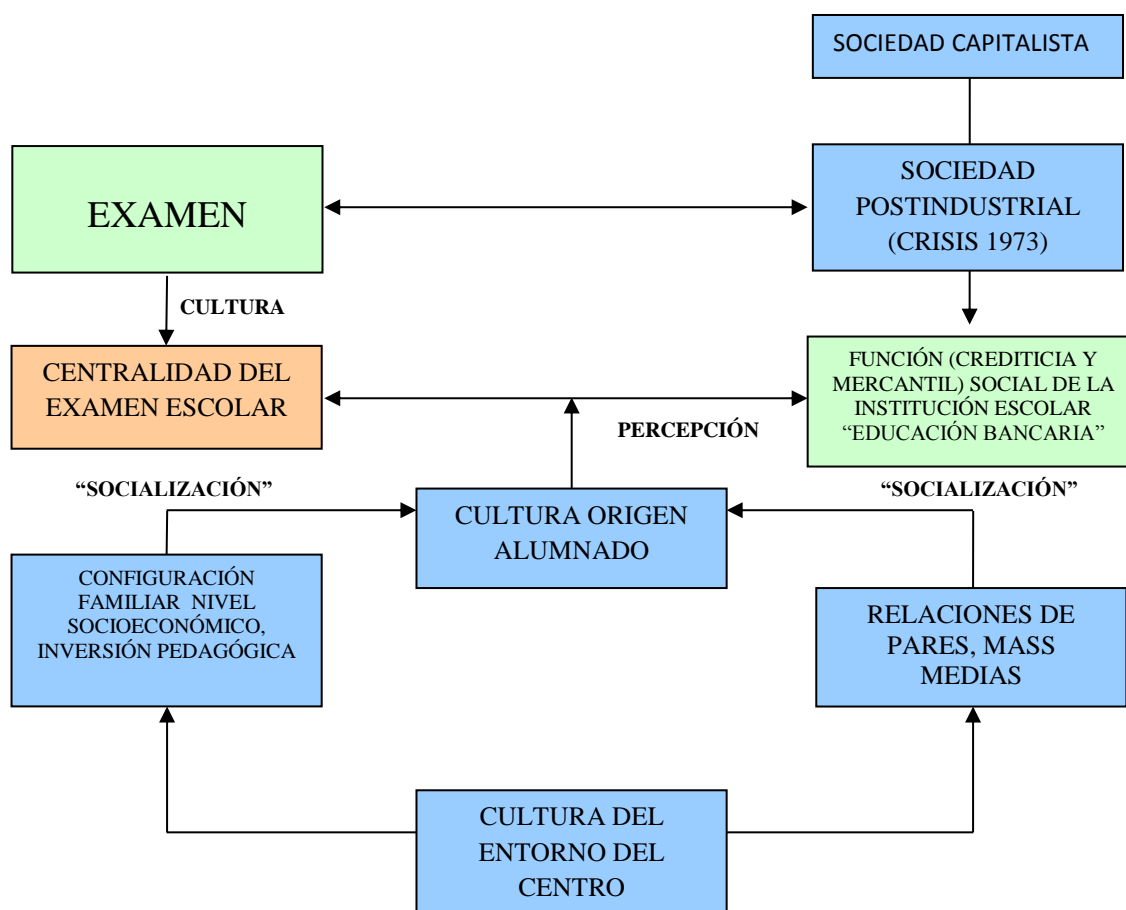 SOCIEDAD CAPITALISTA
EXAMEN
SOCIEDAD
POSTINDUSTRIAL
(CRISIS 1973)
CULTURA
CENTRALIDAD DEL
EXAMEN ESCOLAR
FUNCIÓN (CREDITICIA Y
MERCANTIL) SOCIAL DE LA
INSTITUCIÓN ESCOLAR
“EDUCACIÓN BANCARIA”
PERCEPCIÓN
“SOCIALIZACIÓN”
“SOCIALIZACIÓN”
CULTURA ORIGEN
ALUMNADO
CONFIGURACIÓN
FAMILIAR NIVEL
SOCIOECONÓMICO,
INVERSIÓN PEDAGÓGICA
RELACIONES DE
PARES, MASS
MEDIAS
CULTURA DEL
ENTORNO DEL
CENTRO